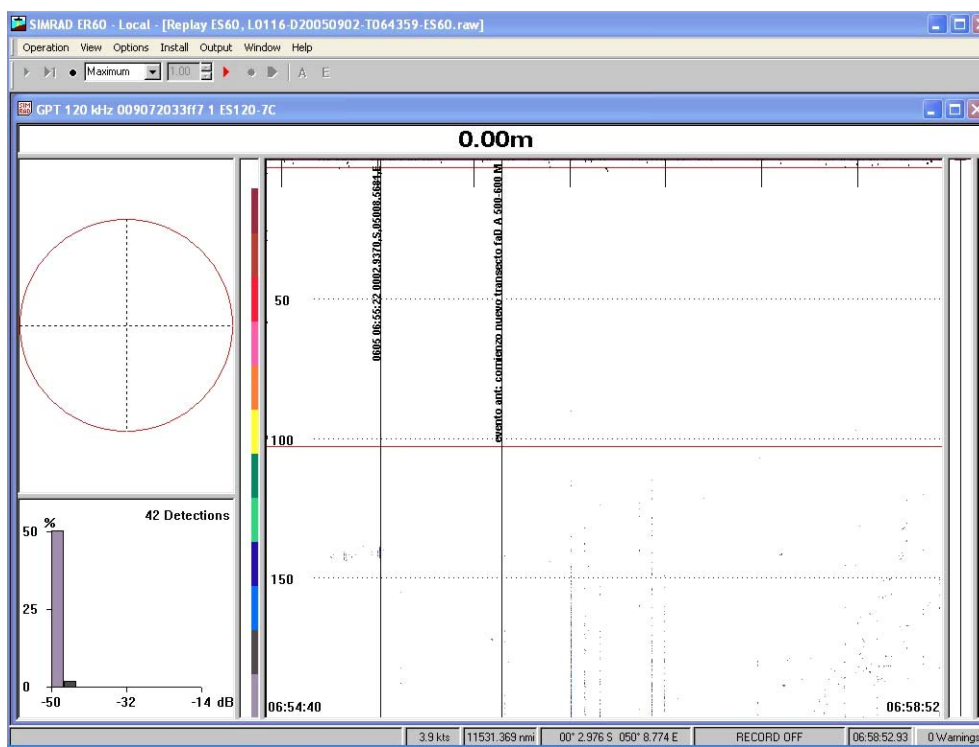 SIMRAD ER60 - Local - [Replay ES60, L0116-D20050902-T064359-ES60.raw]
Operation View Options Install Output Window Help
Maximum 1.00 A E
GPT 120 kHz 009072033ff7 1 ES120-7C
0.00m
0605 06:55:22 0002.9370,S,05008.5681,E
evento ant: comienzo nuevo transecto faD A 500-600 M
50
100
150
06:54:40
06:58:52
42 Detections
%
50
25
0
-50 -32 -14 dB
3.9 kts 11531.369 nmi 00° 2.976 S 050° 8.774 E RECORD OFF 06:58:52.93 0 Warnings